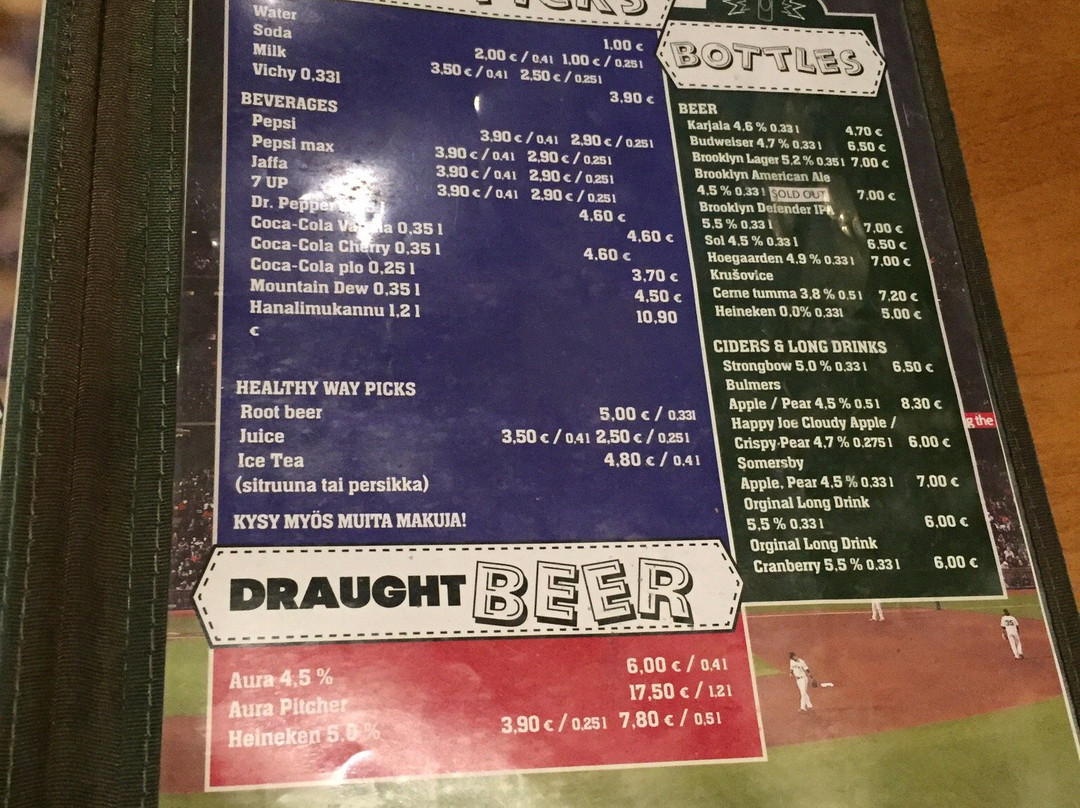 PICKS
Water 1,00 €
Soda 2,00 € / 0,4l 1,00 € / 0,25l
Milk 3,50 € / 0,4l 2,50 € / 0,25l
Vichy 0,33l 3,90 €
BEVERAGES
Pepsi 3,90 € / 0,4l 2,90 € / 0,25l
Pepsi max 3,90 € / 0,4l 2,90 € / 0,25l
Jaffa 3,90 € / 0,4l 2,90 € / 0,25l
7 UP 3,90 € / 0,4l 2,90 € / 0,25l
Dr. Pepper 4,60 €
Coca-Cola Vanilla 0,35 l 4,60 €
Coca-Cola Cherry 0,35 l 4,60 €
Coca-Cola plo 0,25 l 3,70 €
Mountain Dew 0,35 l 4,50 €
Hanalimukannu 1,2 l 10,90
€
HEALTHY WAY PICKS
Root beer 5,00 € / 0,33l
Juice 3,50 € / 0,4l 2,50 € / 0,25l
Ice Tea 4,80 € / 0,4l
(sitruuna tai persikka)
KYSY MYÖS MUITA MAKUJA!
DRAUGHT BEER
Aura 4,5 % 6,00 € / 0,4l
Aura Pitcher 17,50 € / 1,2l
Heineken 5,0 % 3,90 € / 0,25l 7,80 € / 0,5l
BOTTLES
BEER
Karjala 4,6 % 0,33 l 4,70 €
Budweiser 4,7 % 0,33 l 6,50 €
Brooklyn Lager 5,2 % 0,35l 7,00 €
Brooklyn American Ale
4,5 % 0,33 l SOLD OUT 7,00 €
Brooklyn Defender IPA
5,5 % 0,33 l 7,00 €
Sol 4,5 % 0,33 l 6,50 €
Hoegaarden 4,9 % 0,33 l 7,00 €
Krušovice
Cerne tumma 3,8 % 0,5 l 7,20 €
Heineken 0,0% 0,33l 5,00 €
CIDERS & LONG DRINKS
Strongbow 5,0 % 0,33 l 6,50 €
Bulmers
Apple / Pear 4,5 % 0,5 l 8,30 €
Happy Joe Cloudy Apple /
Crispy Pear 4,7 % 0,275 l 6,00 €
Somersby
Apple, Pear 4,5 % 0,33 l 7,00 €
Orginal Long Drink
5,5 % 0,33 l 6,00 €
Orginal Long Drink
Cranberry 5,5 % 0,33 l 6,00 €
g the
35